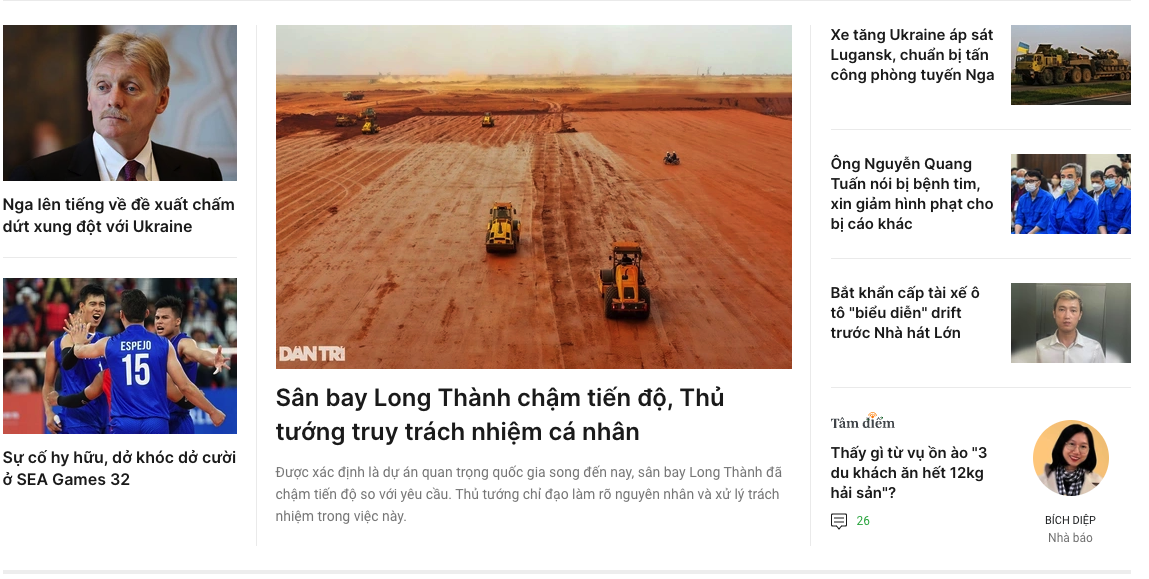 Nga lên tiếng về đề xuất chấm
dứt xung đột với Ukraine
ESPEJO
15
Sự cố hy hữu, dở khóc dở cười
ở SEA Games 32
DÂN TRÍ
Sân bay Long Thành chậm tiến độ, Thủ
tướng truy trách nhiệm cá nhân
Được xác định là dự án quan trọng quốc gia song đến nay, sân bay Long Thành đã
chậm tiến độ so với yêu cầu. Thủ tướng chỉ đạo làm rõ nguyên nhân và xử lý trách
nhiệm trong việc này.
Xe tăng Ukraine áp sát
Lugansk, chuẩn bị tấn
công phòng tuyến Nga
Ông Nguyễn Quang
Tuấn nói bị bệnh tim,
xin giảm hình phạt cho
bị cáo khác
Bắt khẩn cấp tài xế ô
tô "biểu diễn" drift
trước Nhà hát Lớn
Tâm điểm
Thấy gì từ vụ ồn ào "3
du khách ăn hết 12kg
hải sản"?
26
BÍCH DIỆP
Nhà báo